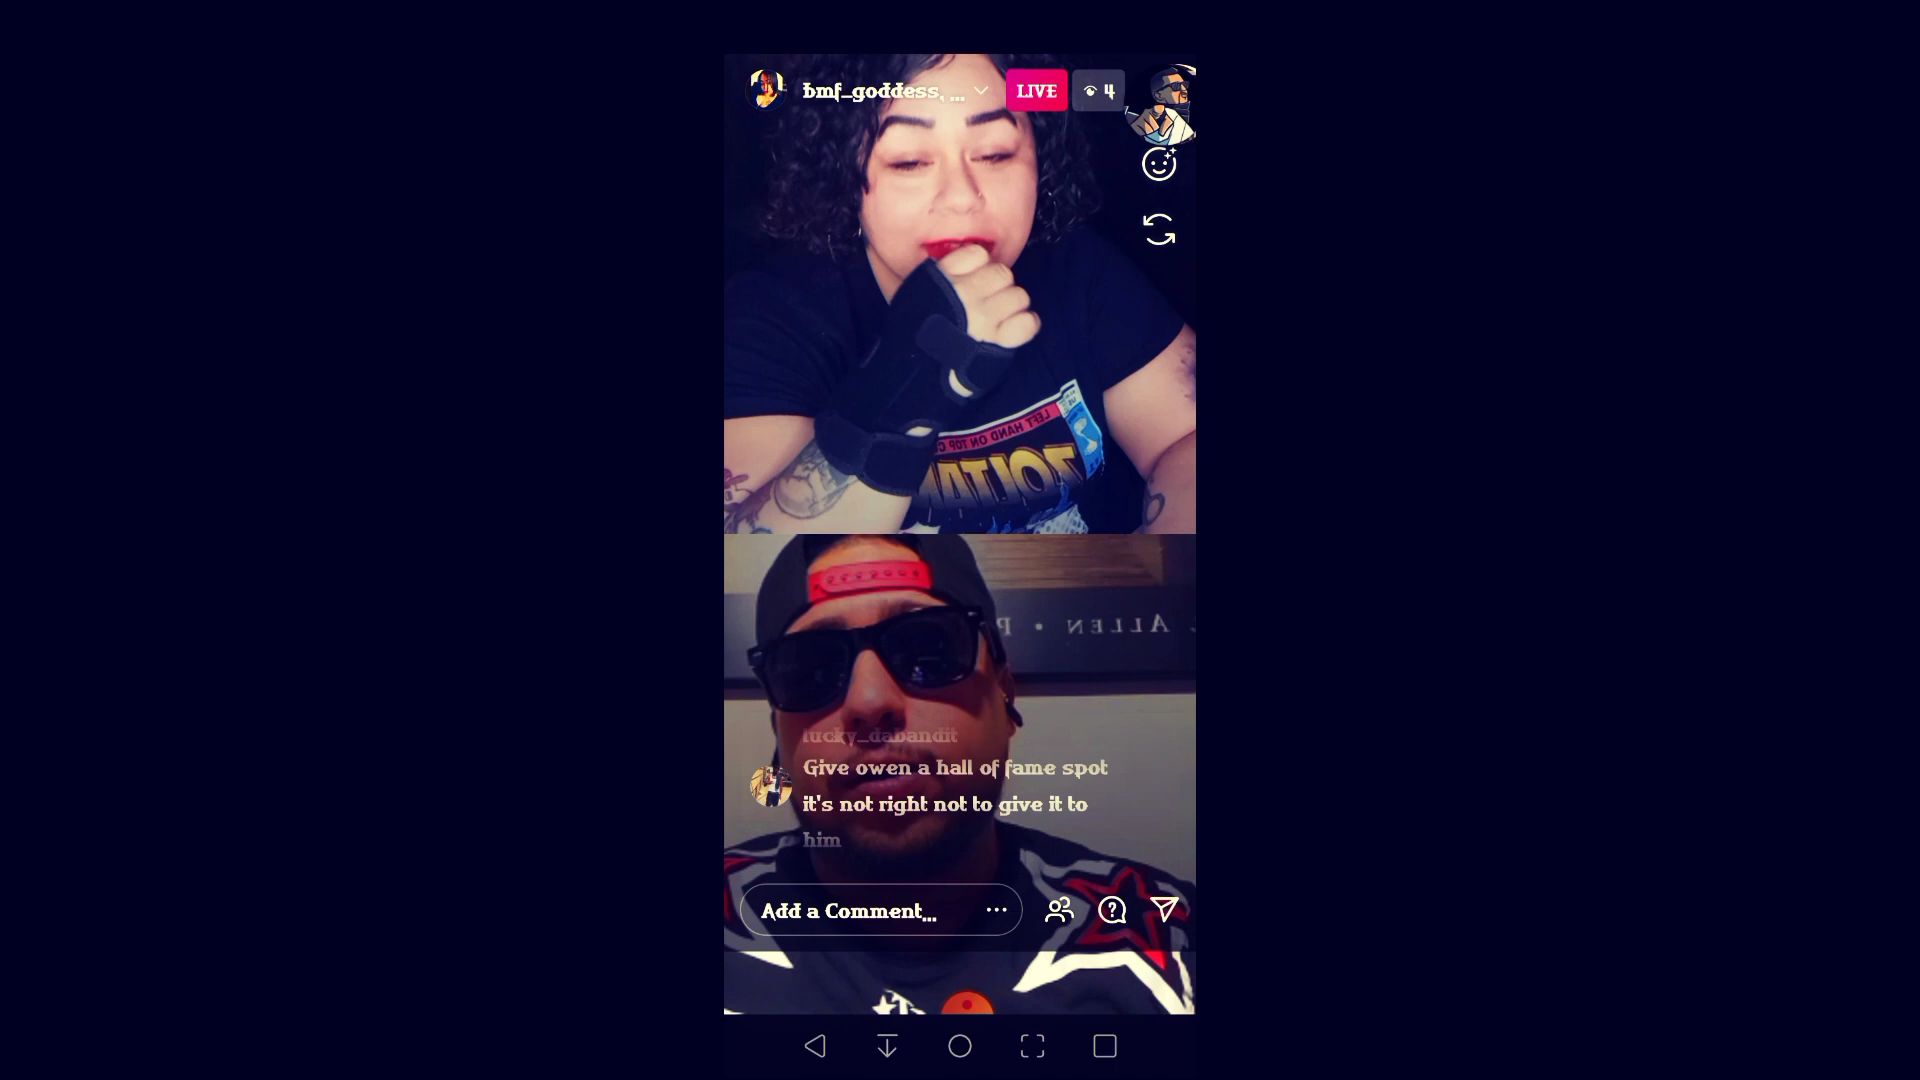 bmf_goddess, ...
LIVE
4
LEFT HAND ON TOP
ZOLTA
ALLEN • P
lucky_dabandit
Give owen a hall of fame spot
it's not right not to give it to
him
Add a Comment...